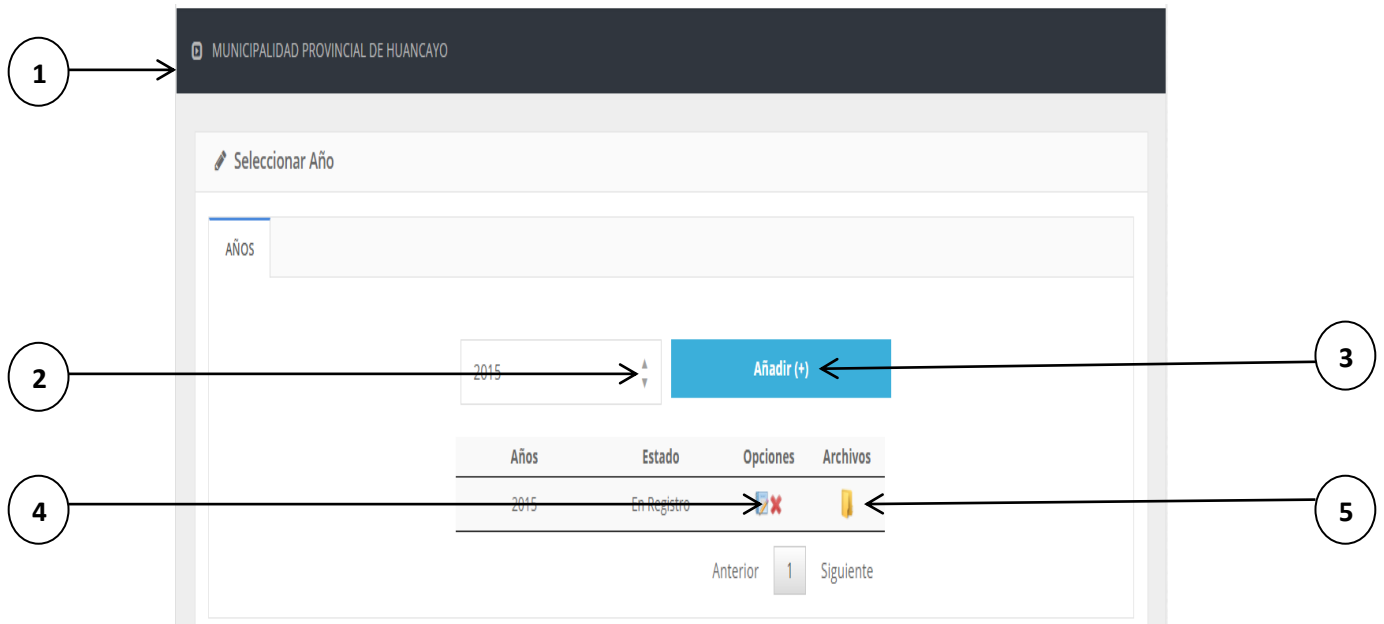 MUNICIPALIDAD PROVINCIAL DE HUANCAYO
1
Seleccionar Año
AÑOS
2
2015
Añadir (+)
3
Años Estado Opciones Archivos
4
2015 En Registro
5
Anterior 1 Siguiente